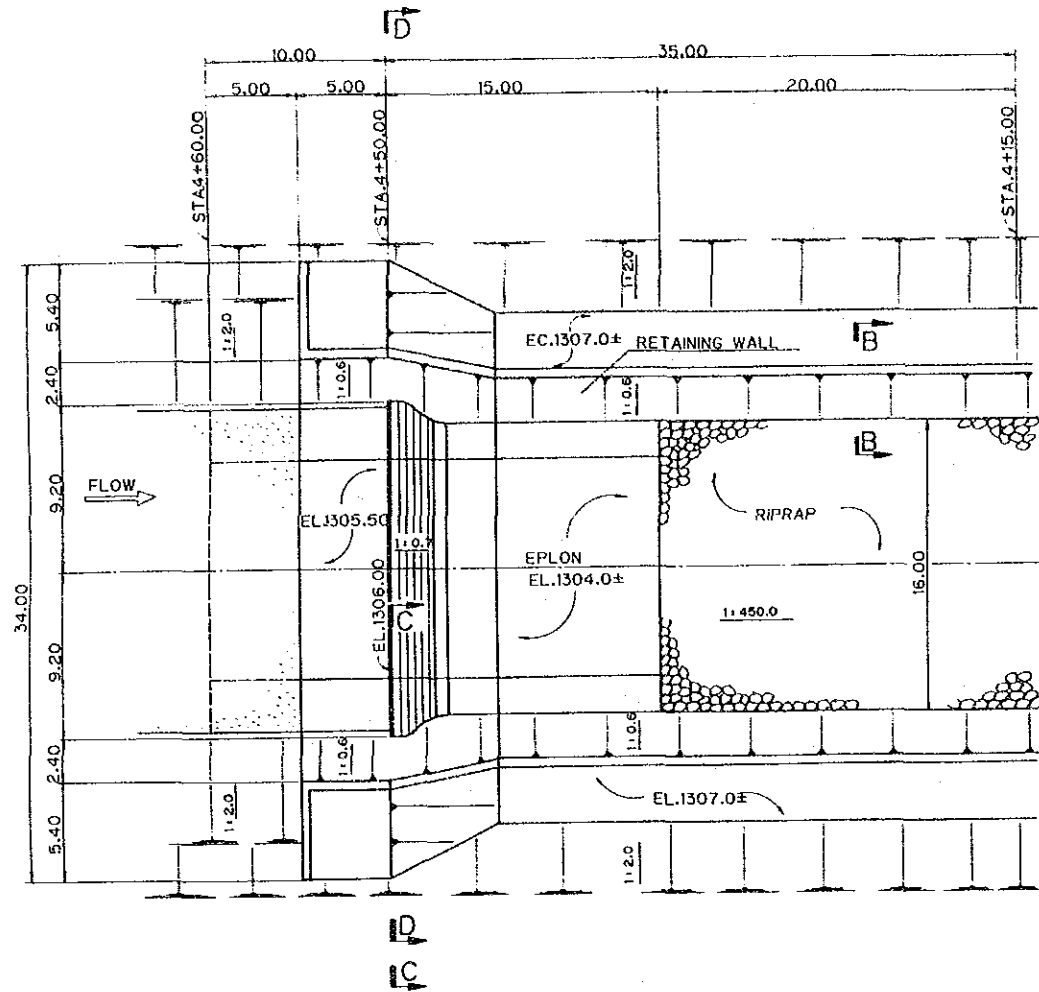 D
10.00
35.00
5.00
5.00
15.00
20.00
STA.4+60.00
STA.4+50.00
STA.4+15.00
1:2.0
1:2.0
5.40
EC.1307.0±
RETAINING WALL
B
2.40
1:0.6
1:0.6
B
FLOW
9.20
EL.1305.50
1:0.7
RIPRAP
EPLON
EL.1304.0±
16.00
34.00
EL.1306.00
C
1:450.0
9.20
2.40
1:0.6
1:0.6
5.40
1:2.0
EL.1307.0±
1:2.0
D
C